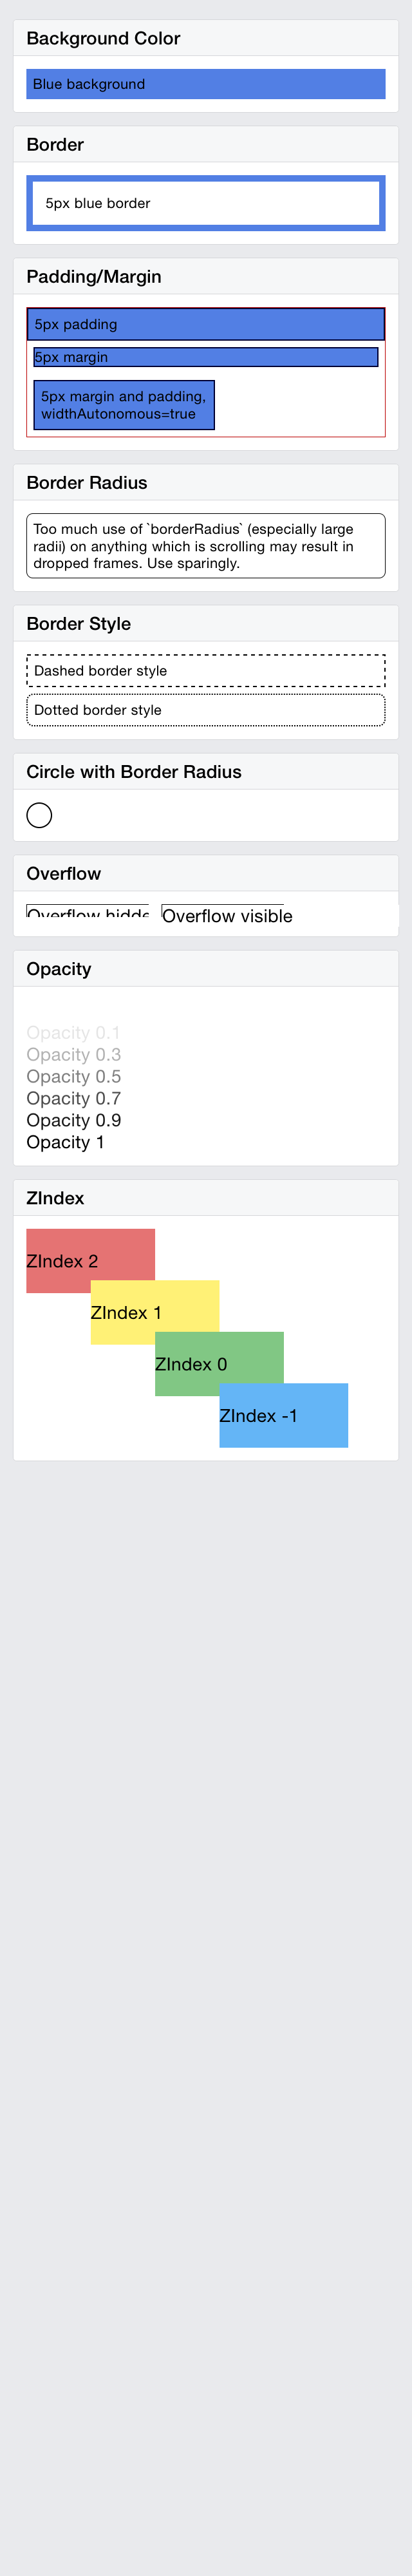 Background Color
Blue background
Border
5px blue border
Padding/Margin
5px padding
5px margin
5px margin and padding,
widthAutonomous=true
Border Radius
Too much use of `borderRadius` (especially large
radii) on anything which is scrolling may result in
dropped frames. Use sparingly.
Border Style
Dashed border style
Dotted border style
Circle with Border Radius
Overflow
Overflow hidde Overflow visible
Opacity
Opacity 0.1
Opacity 0.3
Opacity 0.5
Opacity 0.7
Opacity 0.9
Opacity 1
ZIndex
ZIndex 2
ZIndex 1
ZIndex 0
ZIndex -1